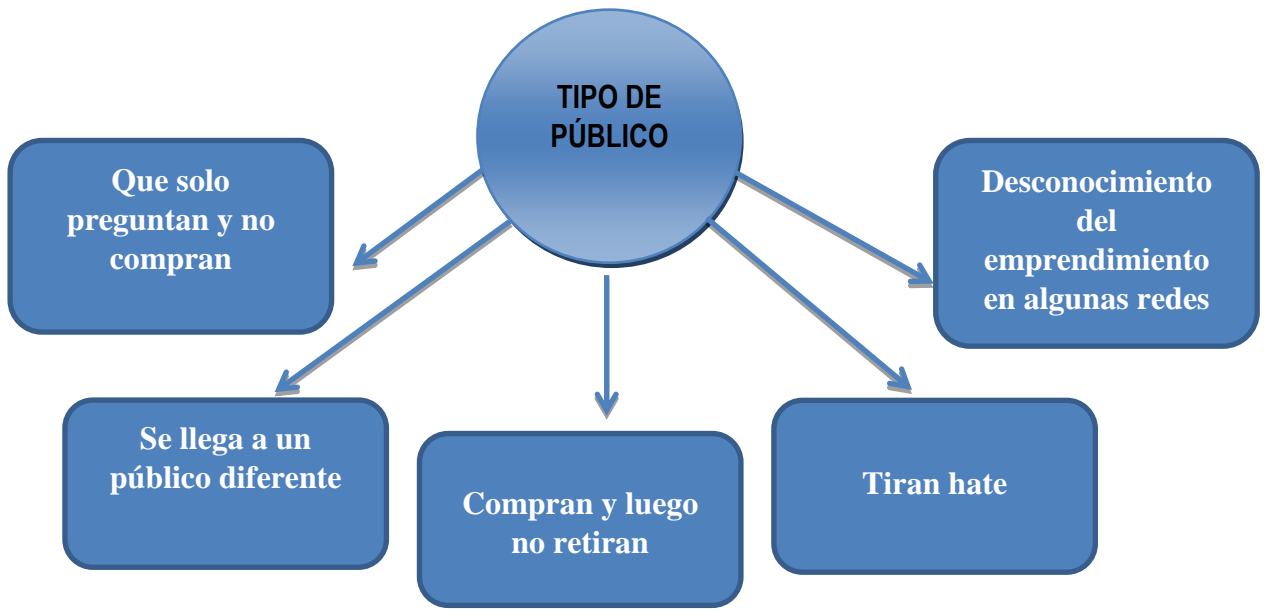 TIPO DE
PÚBLICO
Que solo
preguntan y no
compran
Desconocimiento
del
emprendimiento
en algunas redes
Se llega a un
público diferente
Compran y luego
no retiran
Tiran hate